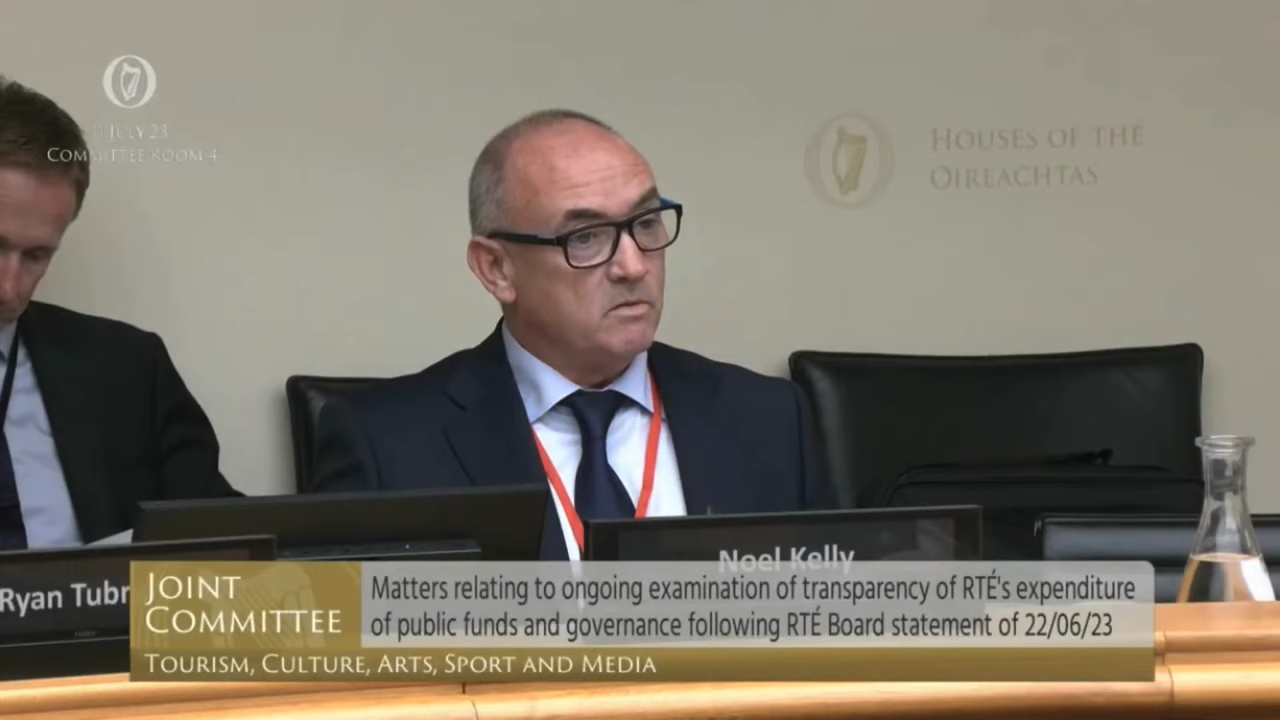 11 JULY 23
COMMITTEE ROOM 4
HOUSES OF THE
OIREACHTAS
Noel Kelly
Ryan Tubr
JOINT
COMMITTEE
Matters relating to ongoing examination of transparency of RTÉ's expenditure
of public funds and governance following RTÉ Board statement of 22/06/23
TOURISM, CULTURE, ARTS, SPORT AND MEDIA